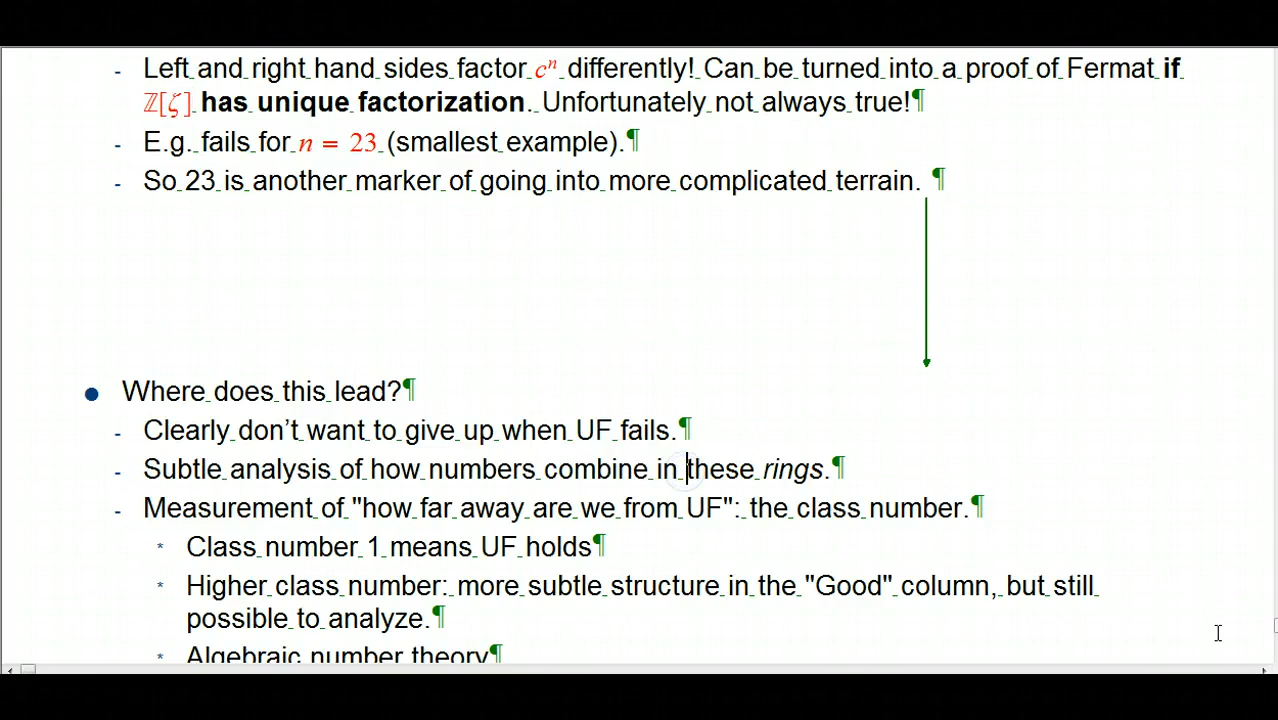 - Left and right hand sides factor cⁿ differently! Can be turned into a proof of Fermat if
ℤ[ζ] has unique factorization. Unfortunately not always true!¶
- E.g. fails for n = 23 (smallest example).¶
- So 23 is another marker of going into more complicated terrain. ¶
● Where does this lead?¶
- Clearly don’t want to give up when UF fails.¶
- Subtle analysis of how numbers combine in these rings.¶
- Measurement of "how far away are we from UF": the class number.¶
* Class number 1 means UF holds¶
* Higher class number: more subtle structure in the "Good" column, but still
possible to analyze.¶
* Algebraic number theory¶